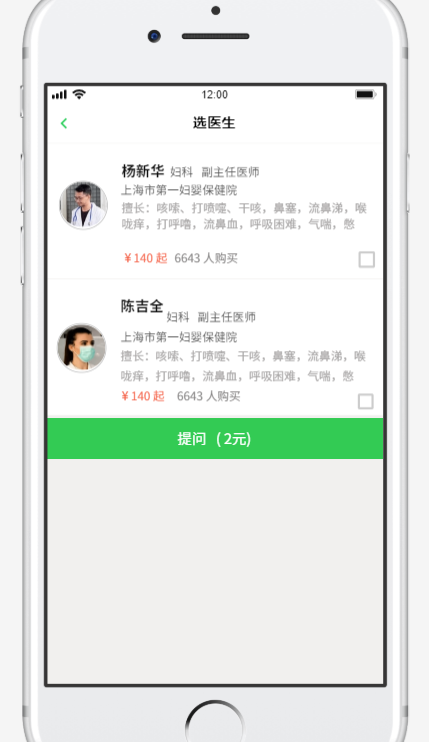 12:00
选医生
杨新华 妇科 副主任医师
上海市第一妇婴保健院
擅长：咳嗦、打喷嚏、干咳，鼻塞，流鼻涕，喉
咙痒，打呼噜，流鼻血，呼吸困难，气喘，憋
¥140 起 6643 人购买
陈吉全
妇科 副主任医师
上海市第一妇婴保健院
擅长：咳嗦、打喷嚏、干咳，鼻塞，流鼻涕，喉
咙痒，打呼噜，流鼻血，呼吸困难，气喘，憋
¥140 起 6643 人购买
提问 （2元)